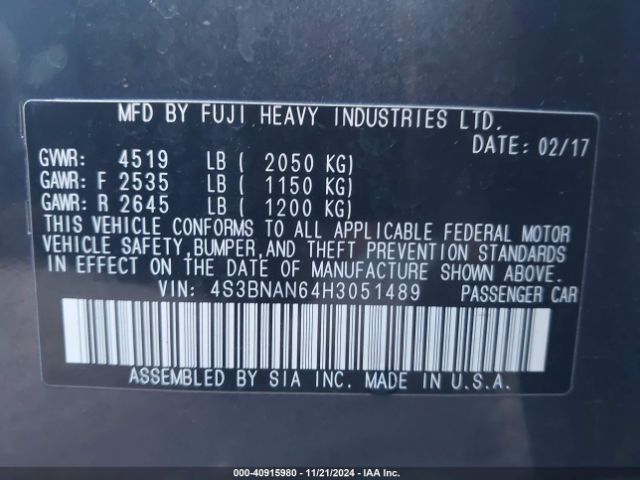 MFD BY FUJI HEAVY INDUSTRIES LTD.
DATE: 02/17
GVWR: 4519 LB ( 2050 KG)
GAWR: F 2535 LB ( 1150 KG)
GAWR: R 2645 LB ( 1200 KG)
THIS VEHICLE CONFORMS TO ALL APPLICABLE FEDERAL MOTOR
VEHICLE SAFETY, BUMPER, AND THEFT PREVENTION STANDARDS
IN EFFECT ON THE DATE OF MANUFACTURE SHOWN ABOVE.
VIN: 4S3BNAN64H3051489 PASSENGER CAR
ASSEMBLED BY SIA INC. MADE IN U.S.A.
000-40915980 - 11/21/2024 - IAA Inc.